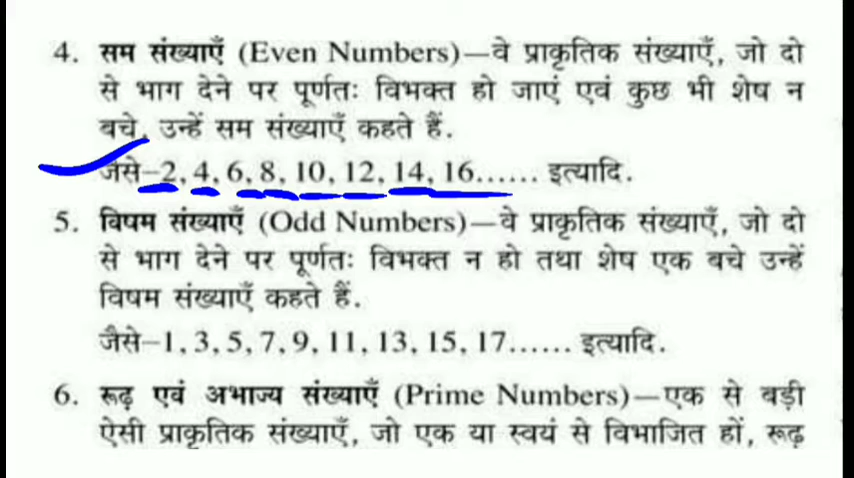 4. सम संख्याएँ (Even Numbers)—वे प्राकृतिक संख्याएँ, जो दो
से भाग देने पर पूर्णतः विभक्त हो जाएं एवं कुछ भी शेष न
बचे, उन्हें सम संख्याएँ कहते हैं.
जैसे–2, 4, 6, 8, 10, 12, 14, 16...... इत्यादि.
5. विषम संख्याएँ (Odd Numbers)—वे प्राकृतिक संख्याएँ, जो दो
से भाग देने पर पूर्णतः विभक्त न हो तथा शेष एक बचे उन्हें
विषम संख्याएँ कहते हैं.
जैसे–1, 3, 5, 7, 9, 11, 13, 15, 17...... इत्यादि.
6. रूढ़ एवं अभाज्य संख्याएँ (Prime Numbers)—एक से बड़ी
ऐसी प्राकृतिक संख्याएँ, जो एक या स्वयं से विभाजित हों, रूढ़